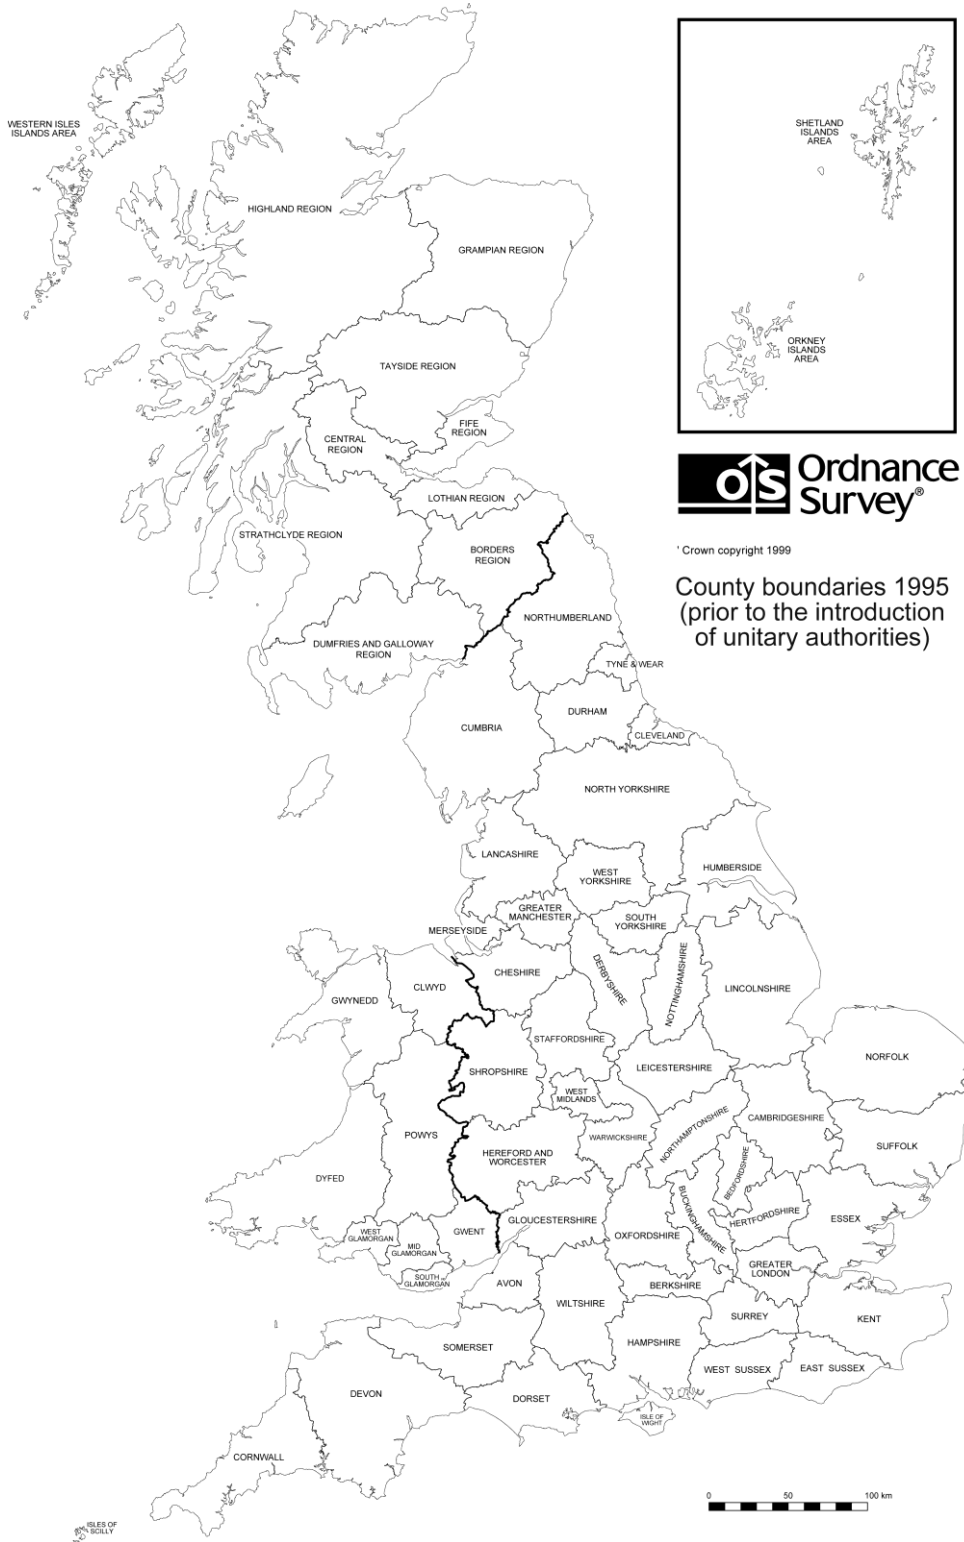 WESTERN ISLES
ISLANDS AREA
SHETLAND
ISLANDS
AREA
HIGHLAND REGION
GRAMPIAN REGION
ORKNEY
ISLANDS
AREA
TAYSIDE REGION
FIFE
REGION
CENTRAL
REGION
OS Ordnance
Survey®
LOTHIAN REGION
STRATHCLYDE REGION
BORDERS
REGION
' Crown copyright 1999
County boundaries 1995
(prior to the introduction
of unitary authorities)
NORTHUMBERLAND
DUMFRIES AND GALLOWAY
REGION
TYNE & WEAR
DURHAM
CUMBRIA
CLEVELAND
NORTH YORKSHIRE
LANCASHIRE
WEST
YORKSHIRE
HUMBERSIDE
GREATER
MANCHESTER
SOUTH
YORKSHIRE
MERSEYSIDE
CHESHIRE
DERBYSHIRE
NOTTINGHAMSHIRE
LINCOLNSHIRE
CLWYD
GWYNEDD
STAFFORDSHIRE
NORFOLK
SHROPSHIRE
LEICESTERSHIRE
WEST
MIDLANDS
CAMBRIDGESHIRE
POWYS
WARWICKSHIRE
NORTHAMPTONSHIRE
SUFFOLK
HEREFORD AND
WORCESTER
BEDFORDSHIRE
DYFED
BUCKINGHAMSHIRE
HERTFORDSHIRE
ESSEX
GLOUCESTERSHIRE
OXFORDSHIRE
WEST
GLAMORGAN
MID
GLAMORGAN
GWENT
SOUTH
GLAMORGAN
GREATER
LONDON
AVON
BERKSHIRE
WILTSHIRE
SURREY
KENT
SOMERSET
HAMPSHIRE
WEST SUSSEX
EAST SUSSEX
DEVON
DORSET
ISLE OF
WIGHT
CORNWALL
ISLES OF
SCILLY
0 50 100 km